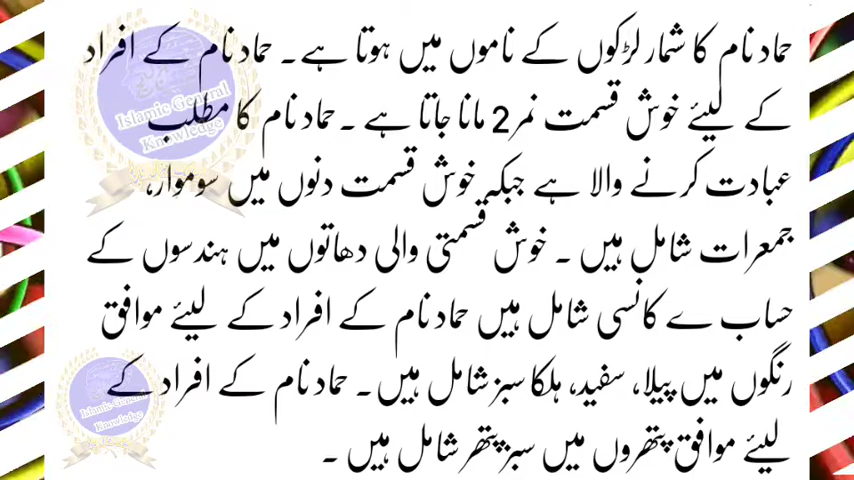 حماد نام کا شمار لڑکوں کے ناموں میں ہوتا ہے۔ حماد نام کے افراد
کے لیئے خوش قسمت نمر 2 مانا جاتا ہے ۔حماد نام کا مطلب
عبادت کرنے والا ہے جبکہ خوش قسمت دنوں میں سوموار،
جمعرات شامل ہیں ۔ خوش قسمتی والی دھاتوں میں ہندسوں کے
حساب ے کانسی شامل ہیں حماد نام کے افراد کے لیئے موافق
رنگوں میں پیلا، سفید، ہلکا سبز شامل ہیں۔ حماد نام کے افراد کے
لیئے موافق پتھروں میں سبز پتھر شامل ہیں ۔
Islamic General
Knowledge
Islamic General
Knowledge